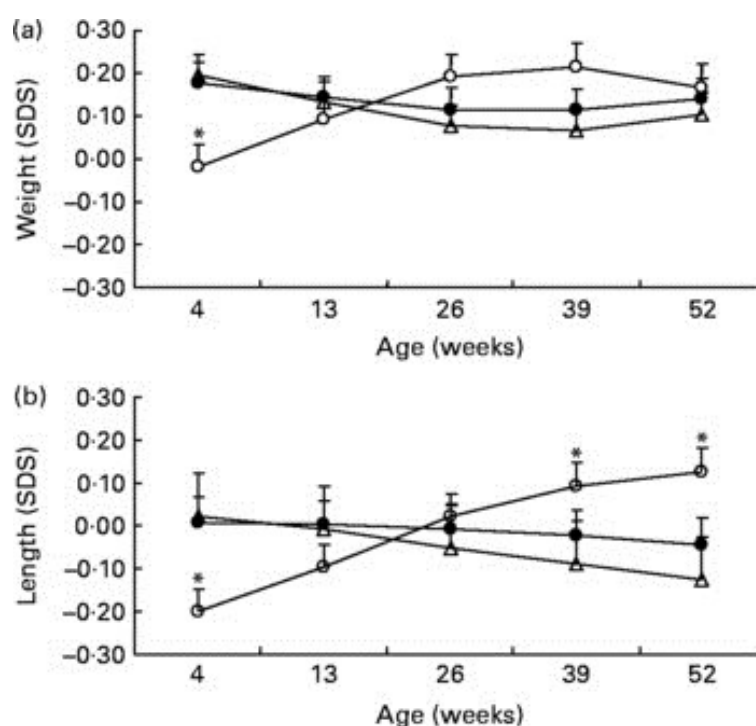 (a)
Weight (SDS)
0·30
0·20
0·10
0·00
–0·10
–0·20
–0·30
4 13 26 39 52
Age (weeks)
*
(b)
Length (SDS)
0·30
0·20
0·10
0·00
–0·10
–0·20
–0·30
4 13 26 39 52
Age (weeks)
*
*
*